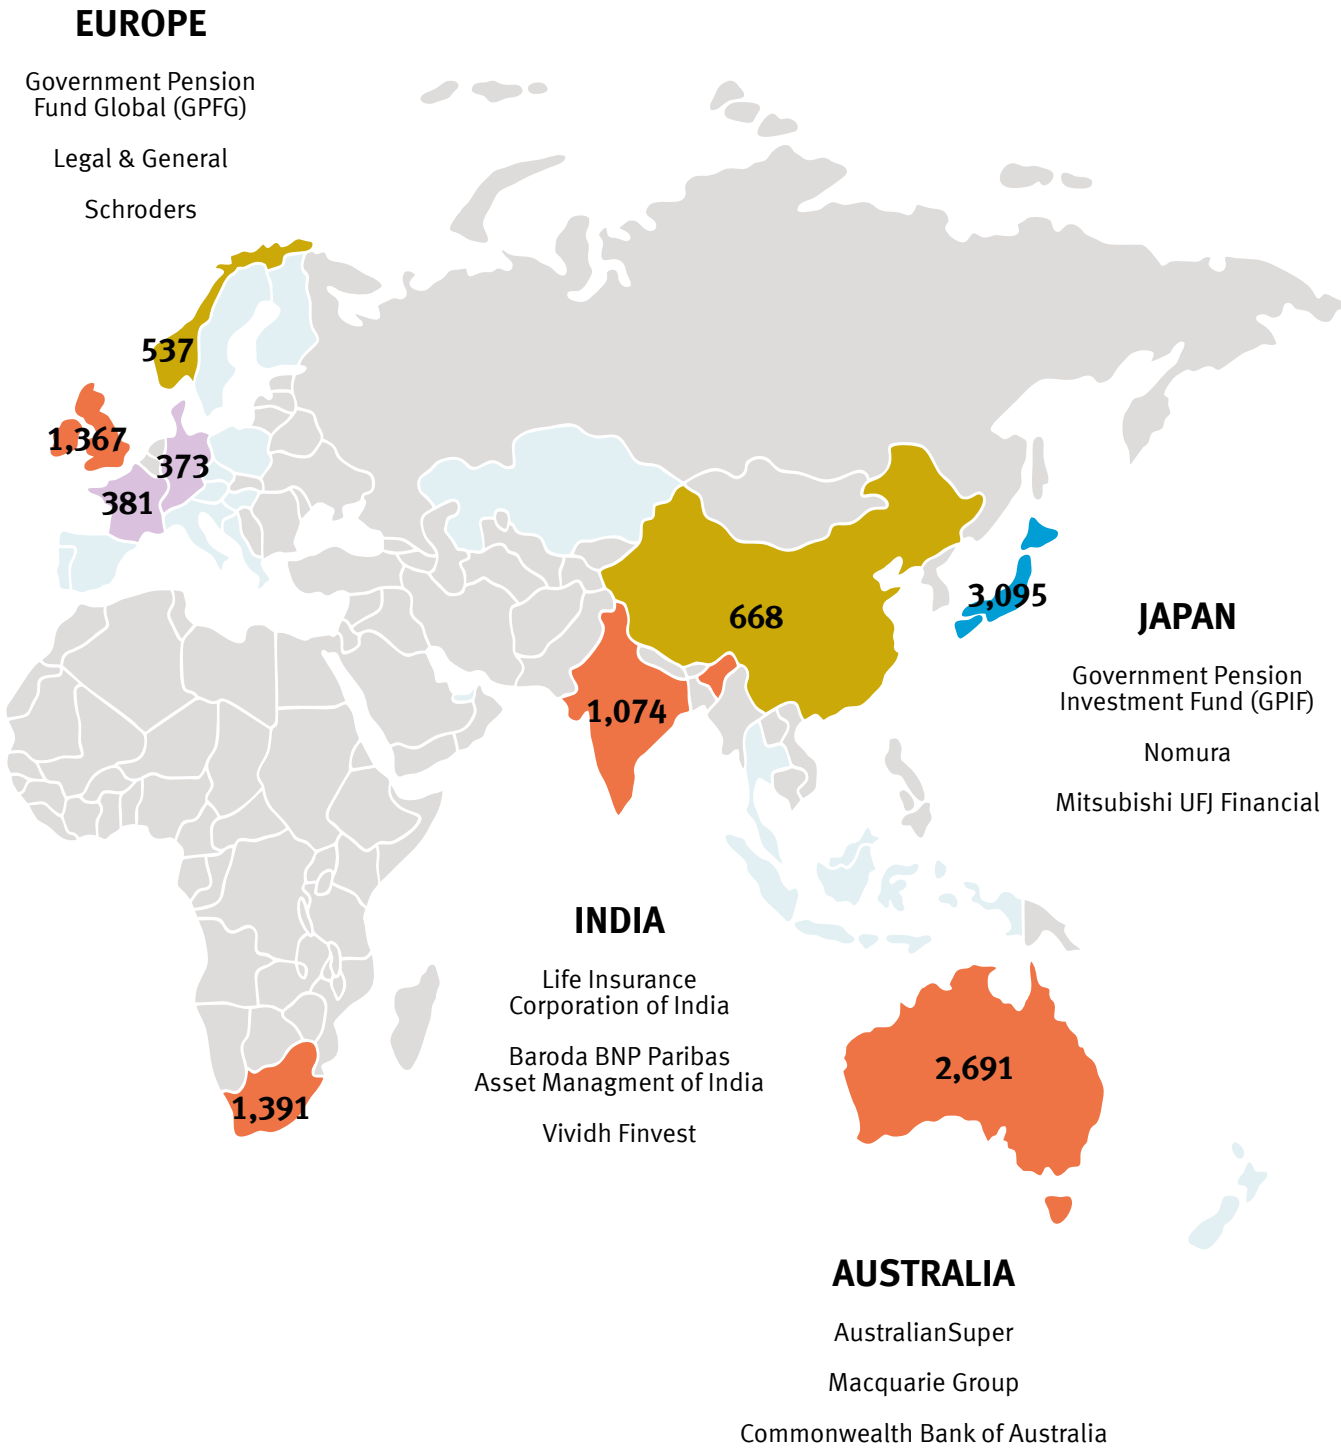 EUROPE
Government Pension
Fund Global (GPFG)
Legal & General
Schroders
537
1,367
373
381
668
3,095
1,074
JAPAN
Government Pension
Investment Fund (GPIF)
Nomura
Mitsubishi UFJ Financial
INDIA
Life Insurance
Corporation of India
Baroda BNP Paribas
Asset Managment of India
Vividh Finvest
2,691
1,391
AUSTRALIA
AustralianSuper
Macquarie Group
Commonwealth Bank of Australia